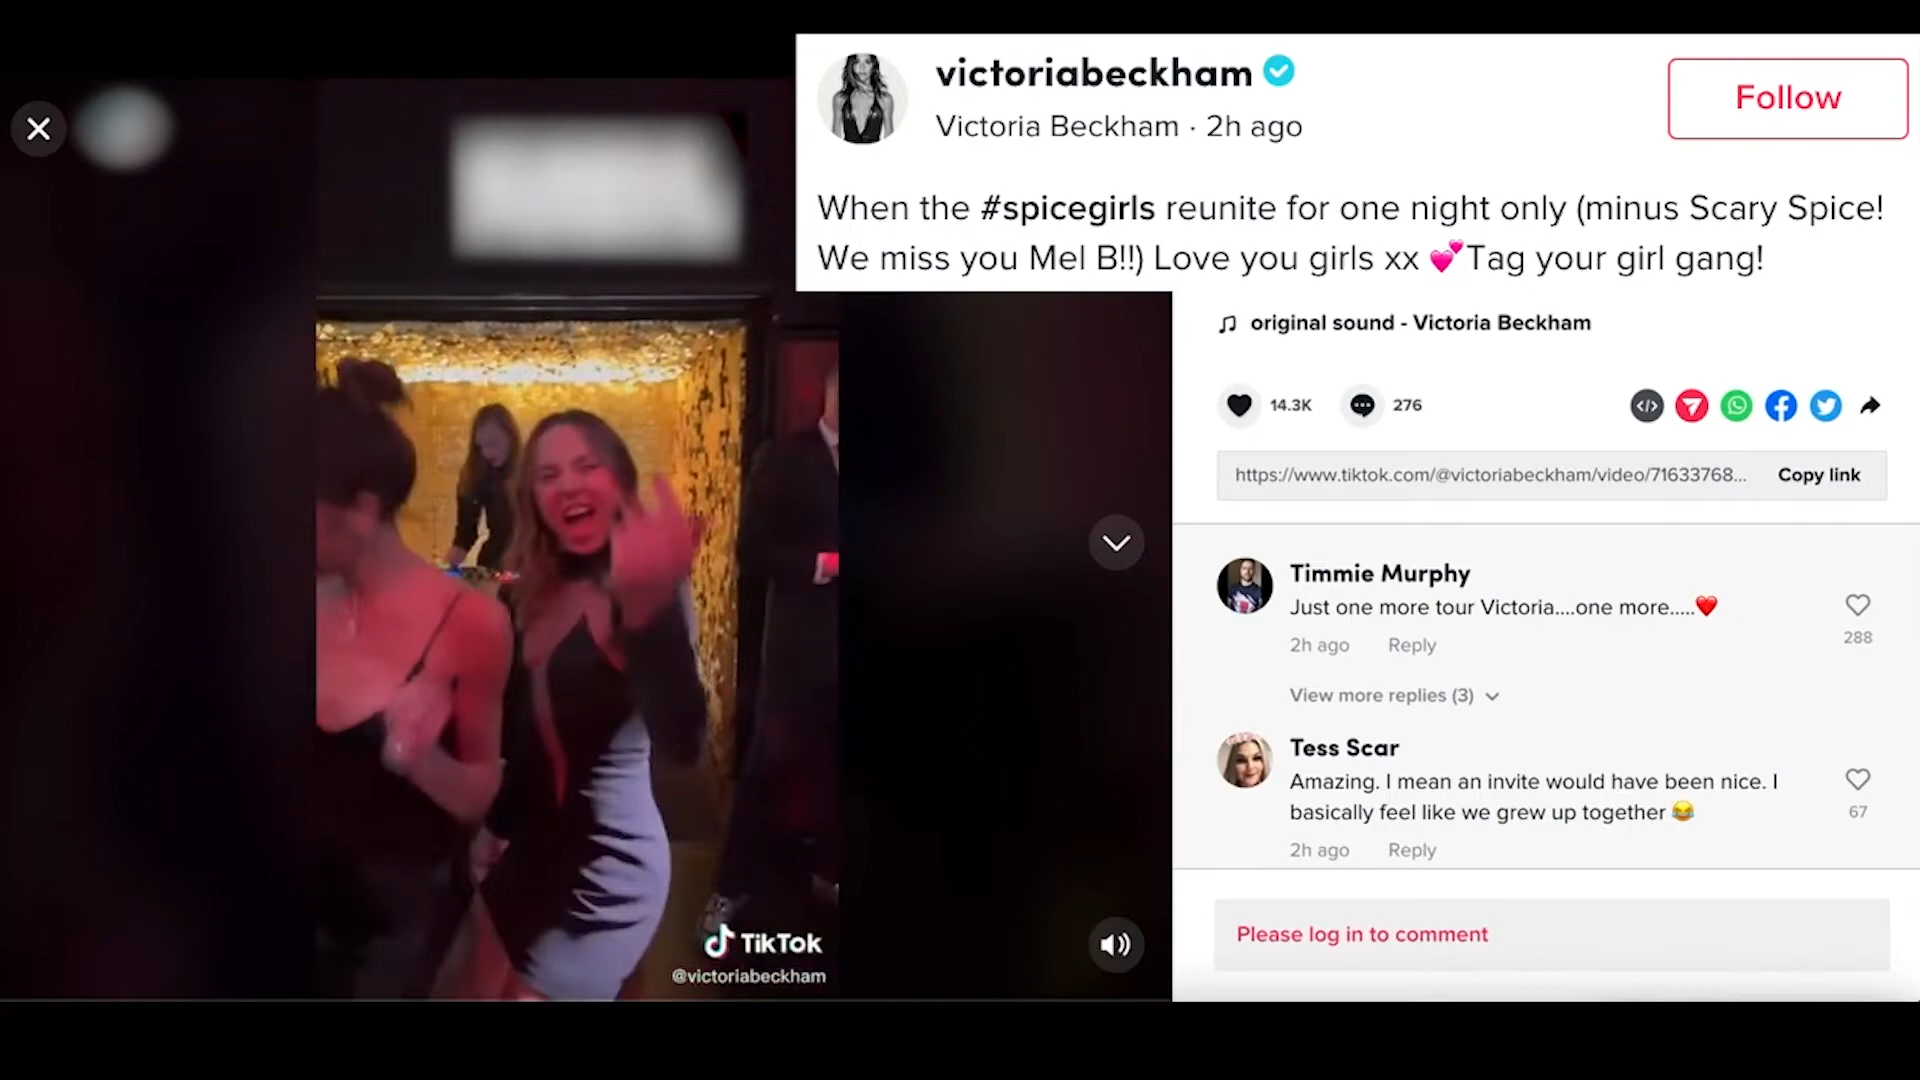 victoriabeckham
Victoria Beckham · 2h ago
Follow
When the #spicegirls reunite for one night only (minus Scary Spice!
We miss you Mel B!!) Love you girls xx 💕Tag your girl gang!
original sound - Victoria Beckham
14.3K
276
https://www.tiktok.com/@victoriabeckham/video/71633768...
Copy link
Timmie Murphy
Just one more tour Victoria....one more.....❤️
2h ago Reply
288
View more replies (3)
Tess Scar
Amazing. I mean an invite would have been nice. I
basically feel like we grew up together 😂
2h ago Reply
67
Please log in to comment
TikTok
@victoriabeckham